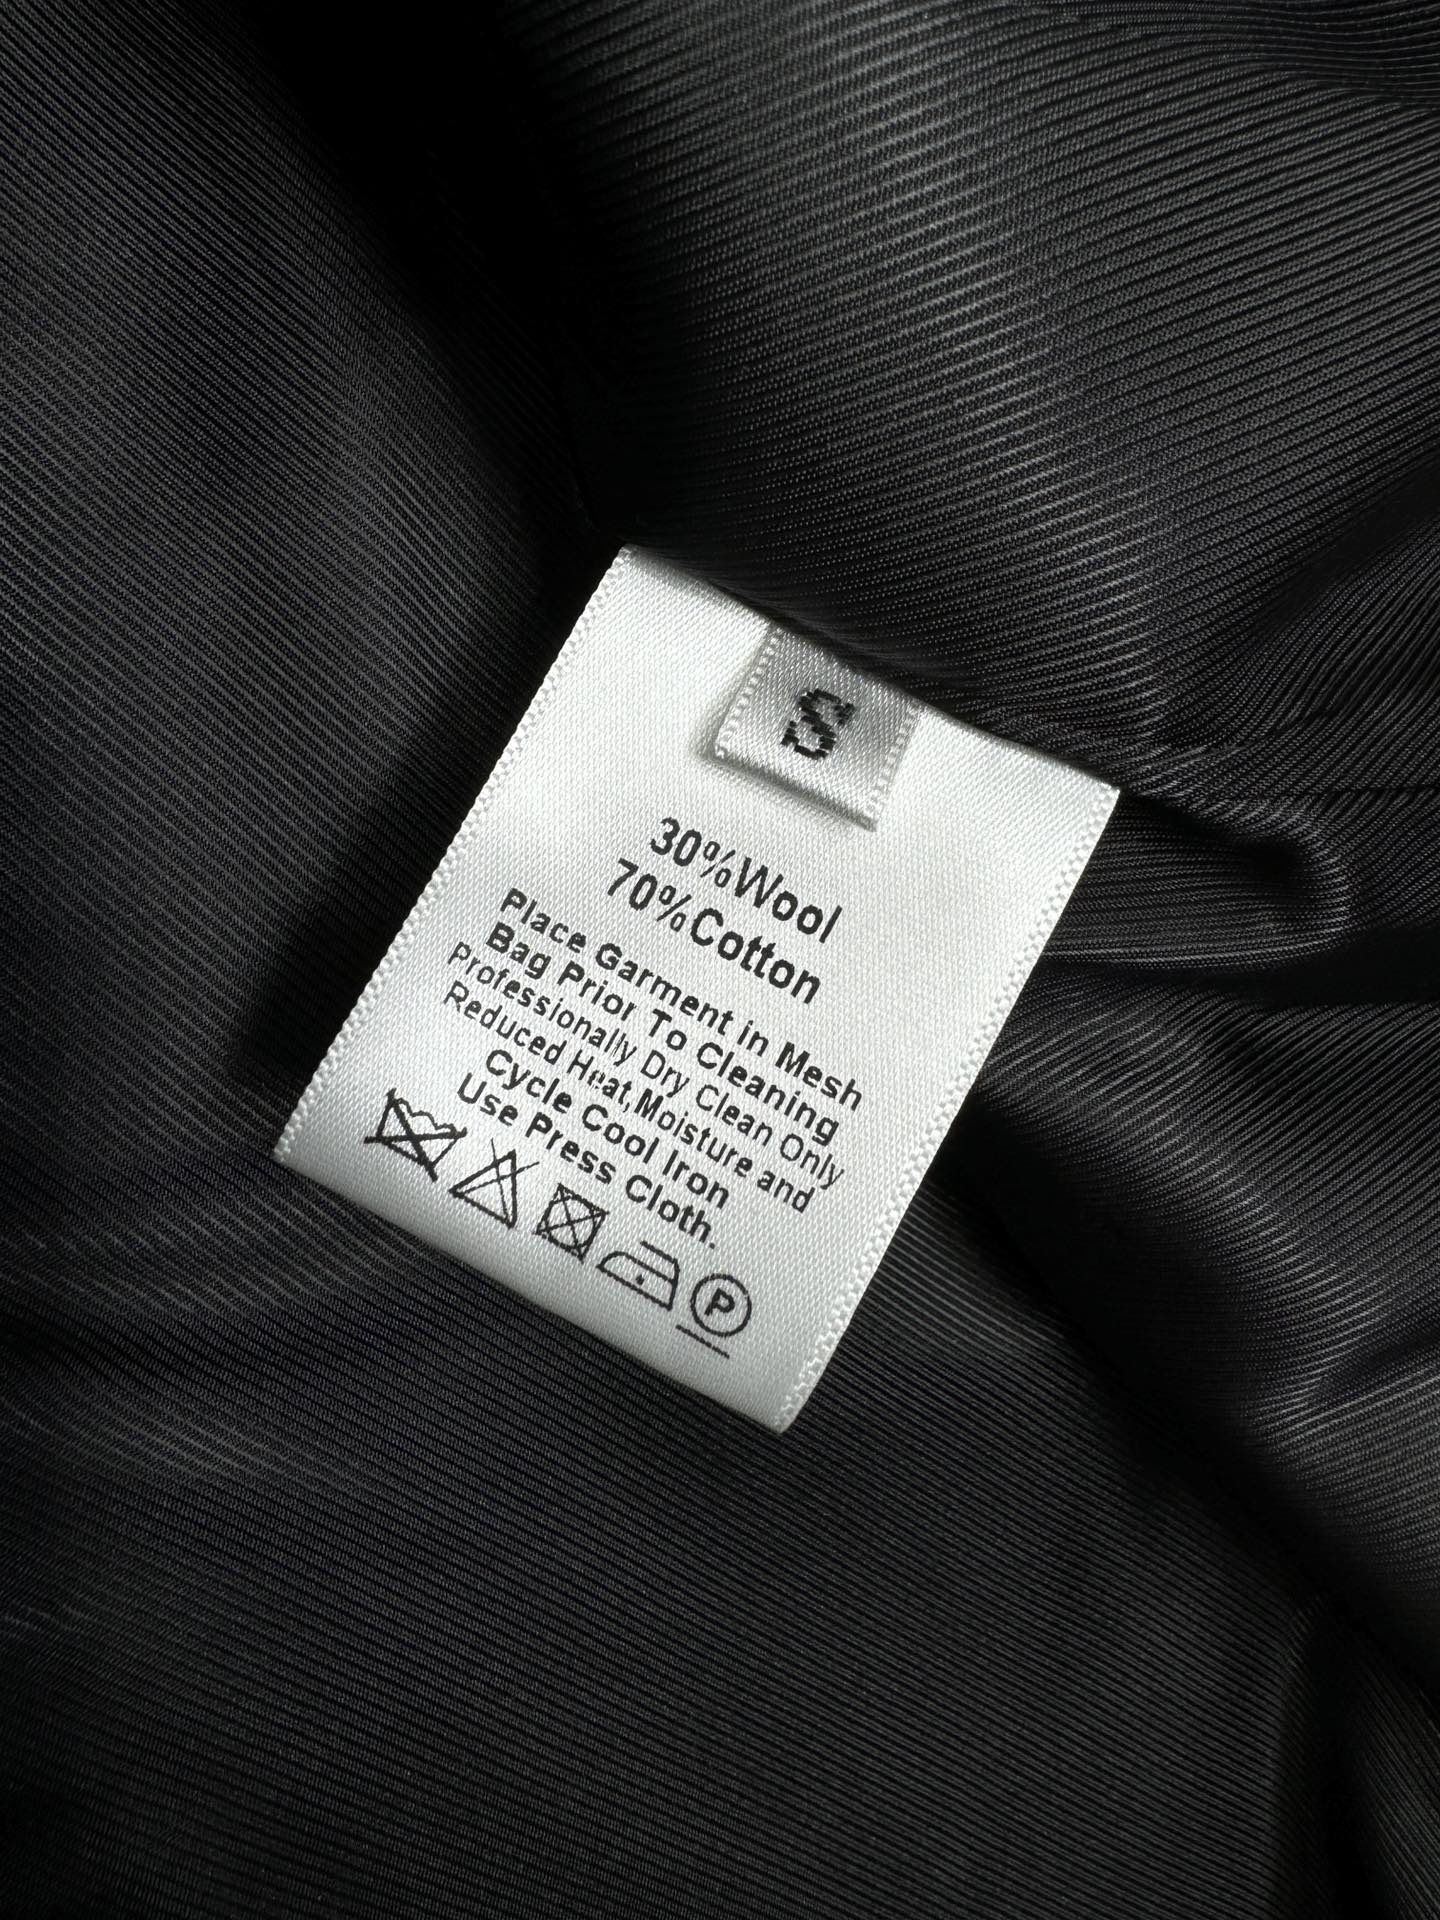 S
30%Wool
70%Cotton
Place Garment in Mesh
Bag Prior To Cleaning
Professionally Dry Clean Only
Reduced Heat,Moisture and
Cycle Cool Iron
Use Press Cloth.
P